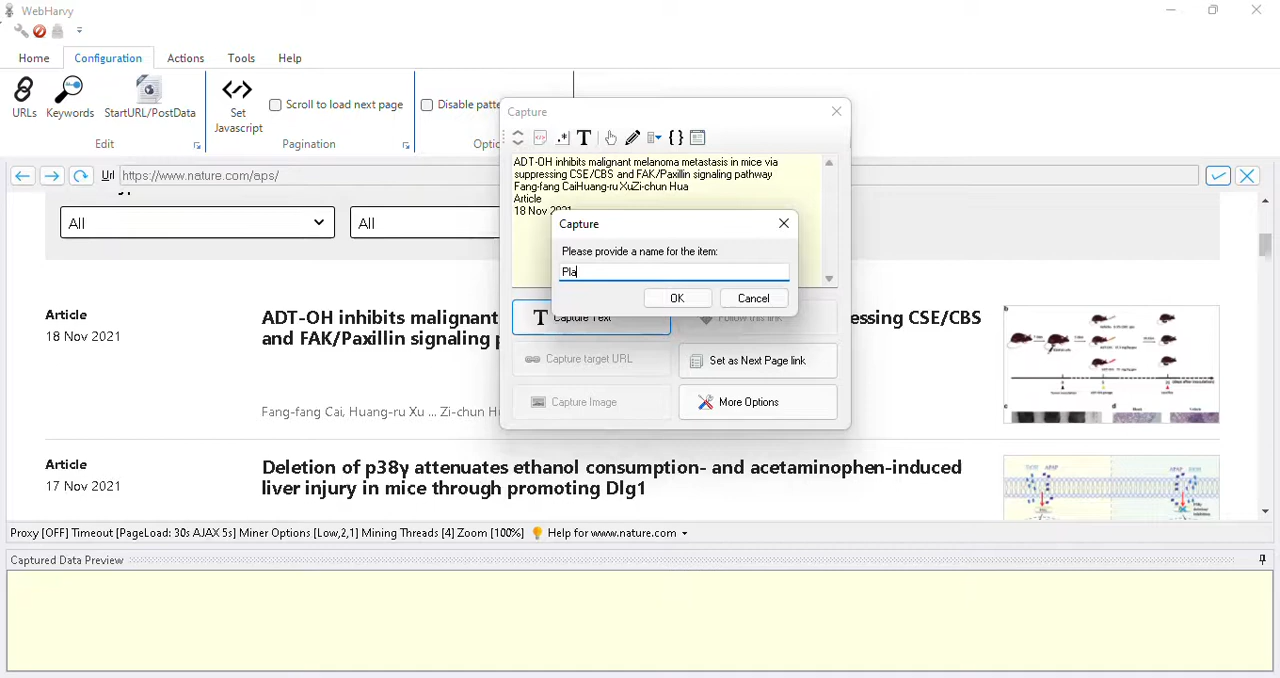 WebHarvy
Home Configuration Actions Tools Help
URLs Keywords StartURL/PostData
Edit
Set
Javascript
Scroll to load next page
Pagination
Disable patte
Optio
Url https://www.nature.com/aps/
All
All
Capture
ADT-OH inhibits malignant melanoma metastasis in mice via
suppressing CSE/CBS and FAK/Paxillin signaling pathway
Fang-fang CaiHuang-ru XuZi-chun Hua
Article
18 Nov 2021
Capture
Please provide a name for the item:
Pla
OK Cancel
Capture Text Follow this link
Capture target URL Set as Next Page link
Capture Image More Options
Article
18 Nov 2021
ADT-OH inhibits malignant essing CSE/CBS
and FAK/Paxillin signaling p
Fang-fang Cai, Huang-ru Xu ... Zi-chun Hu
Article
17 Nov 2021
Deletion of p38γ attenuates ethanol consumption- and acetaminophen-induced
liver injury in mice through promoting Dlg1
Proxy [OFF] Timeout [PageLoad: 30s AJAX 5s] Miner Options [Low,2,1] Mining Threads [4] Zoom [100%] Help for www.nature.com
Captured Data Preview